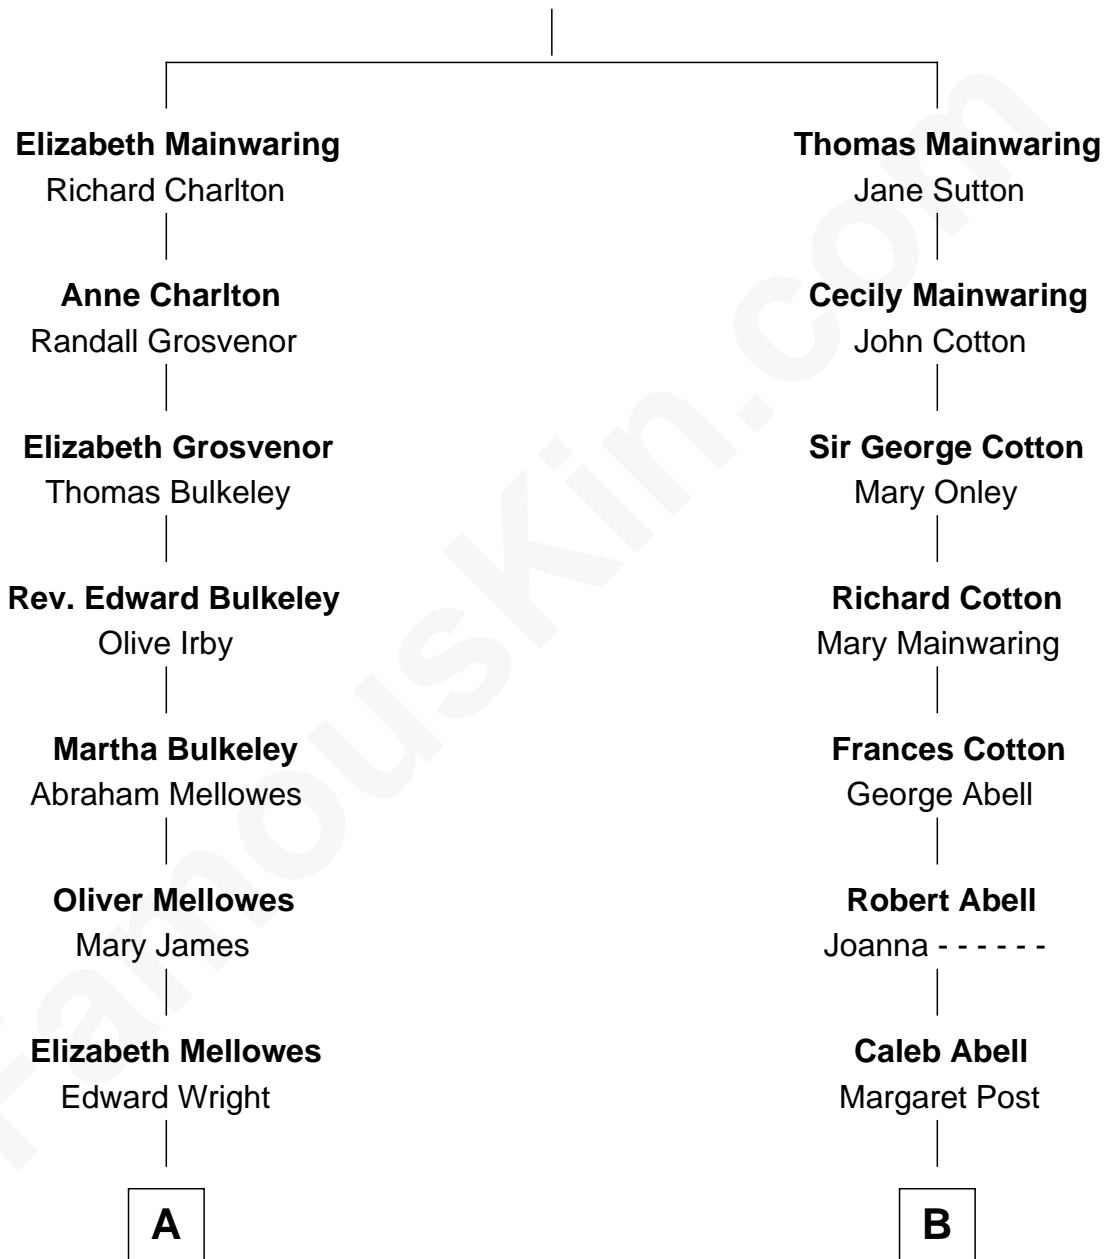 Elizabeth Mainwaring
Richard Charlton
Anne Charlton
Randall Grosvenor
Elizabeth Grosvenor
Thomas Bulkeley
Rev. Edward Bulkeley
Olive Irby
Martha Bulkeley
Abraham Mellowes
Oliver Mellowes
Mary James
Elizabeth Mellowes
Edward Wright
A
Thomas Mainwaring
Jane Sutton
Cecily Mainwaring
John Cotton
Sir George Cotton
Mary Onley
Richard Cotton
Mary Mainwaring
Frances Cotton
George Abell
Robert Abell
Joanna - - - - - -
Caleb Abell
Margaret Post
B
FamousKin.com